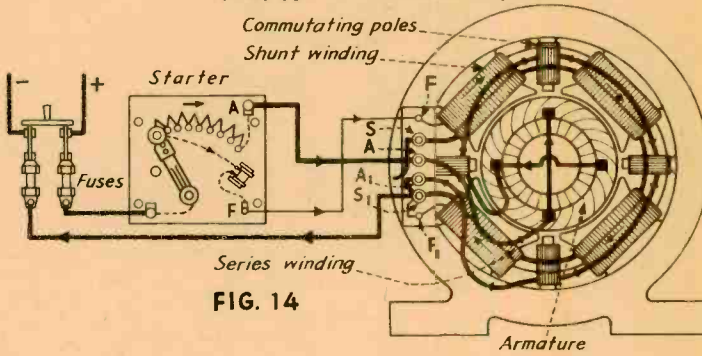 Commutating poles
Shunt winding
- +
Starter
A
F
S
A
Fuses
A1
S1
F
F1
Series winding
FIG. 14
Armature